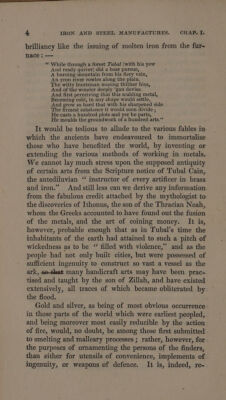 4 IRON AND STEEL MANUFACTURES. CHAP. I.
brilliancy like the issuing of molten iron from the fur-
nace : —
" While through a forest Tubal (with his yew
And ready quiver) did a boar pursue,
A burning mountain from his fiery vein,
An iron river rowles along the plain.
The witty huntsman musing thither hies,
And of the wonder deeply 'gan devise.
And first perceiving that this scalding metal,
Becoming cold, in any shape would settle,
And grow so hard that with his sharpened side
The firmest substance it would soon divide ;
He casts a hundred plots and yet he parts,
He moulds the groundwork of a hundred arts."
It would be tedious to allude to the various fables in
which the ancients have endeavoured to immortalise
those who have benefited the world, by inventing or
extending the various methods of working in metals.
We cannot lay much stress upon the supposed antiquity
of certain arts from the Scripture notice of Tubal Cain,
the antediluvian " instructor of every artificer in brass
and iron." And still less can we derive any information
from the fabulous credit attached by the mythologist to
the discoveries of Ithonus, the son of the Thracian Noah,
whom the Greeks accounted to have found out the fusion
of the metals, and the art of coining money. It is,
however, probable enough that as in Tubal's time the
inhabitants of the earth had attained to such a pitch of
wickedness as to be " filled with violence," and as the
people had not only built cities, but were possessed of
sufficient ingenuity to construct so vast a vessel as the
ark, so that many handicraft arts may have been prac-
tised and taught by the son of Zillah, and have existed
extensively, all traces of which became obliterated by
the flood.
Gold and silver, as being of most obvious occurrence
in those parts of the world which were earliest peopled,
and being moreover most easily reducible by the action
of fire, would, no doubt, be among those first submitted
to smelting and malleary processes ; rather, however, for
the purposes of ornamenting the persons of the finders,
than either for utensils of convenience, implements of
ingenuity, or weapons of defence. It is, indeed, re-